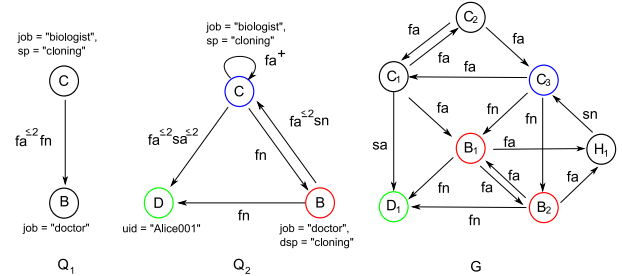 job = "biologist",
sp = "cloning"
C
fa≤2fn
B
job = "doctor"
Q1
job = "biologist",
sp = "cloning"
fa+
C
fa≤2sa≤2
fn
fa≤2sn
D
fn
B
uid = "Alice001"
job = "doctor",
dsp = "cloning"
Q2
C2
fa
fa
fa
C1
fa
C3
fa
fn
fn
sn
sa
B1
fa
H1
fn
fa
fa
fa
D1
fn
B2
G